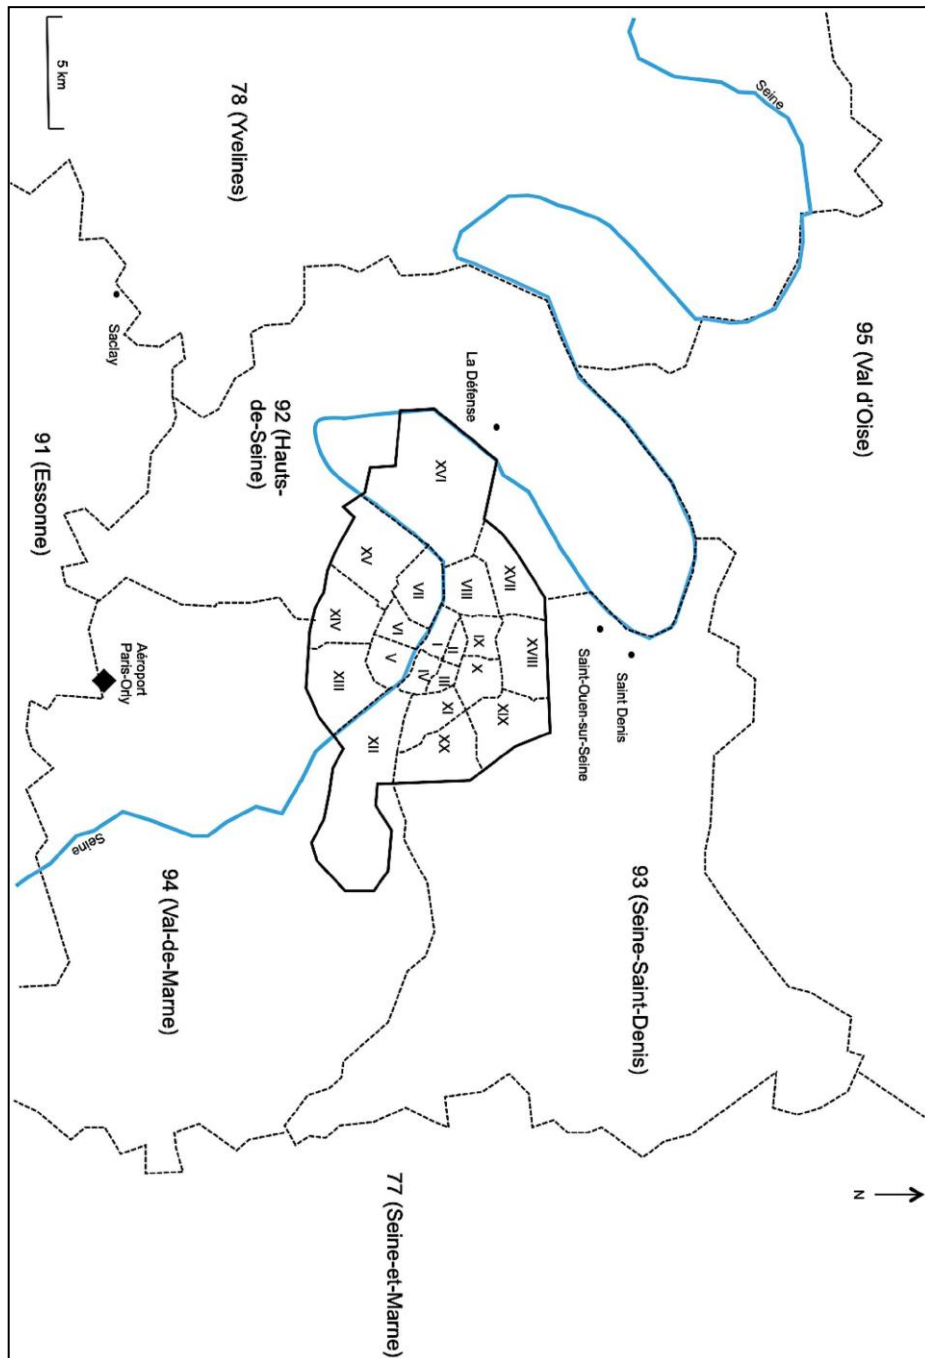 Seine
95 (Val d'Oise)
78 (Yvelines)
5 km
Saclay
La Défense
92 (Hauts-
de-Seine)
91 (Essonne)
XVI
XVII
XVIII
XV
VII
VIII
IX
XIV
VI
I
II
X
XIX
XIII
V
IV
III
XI
XX
XII
Saint Denis
Saint-Ouen-sur-Seine
Aéroport
Paris-Orly
Seine
94 (Val-de-Marne)
93 (Seine-Saint-Denis)
77 (Seine-et-Marne)
N